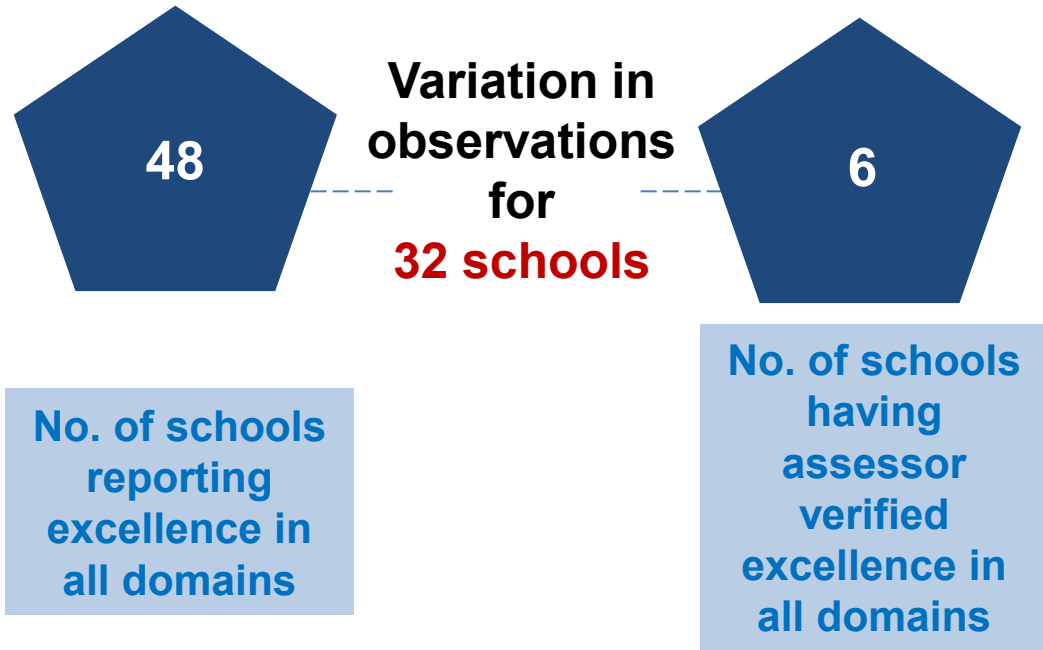 48
Variation in
observations
for
32 schools
6
No. of schools
reporting
excellence in
all domains
No. of schools
having
assessor
verified
excellence in
all domains